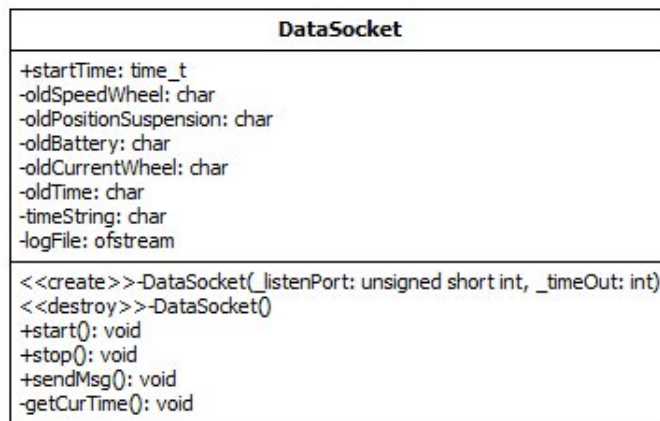 DataSocket
+startTime: time_t
-oldSpeedWheel: char
-oldPositionSuspension: char
-oldBattery: char
-oldCurrentWheel: char
-oldTime: char
-timeString: char
-logFile: ofstream
<<create>>-DataSocket(_listenPort: unsigned short int, _timeOut: int)
<<destroy>>-DataSocket()
+start(): void
+stop(): void
+sendMsg(): void
-getCurTime(): void